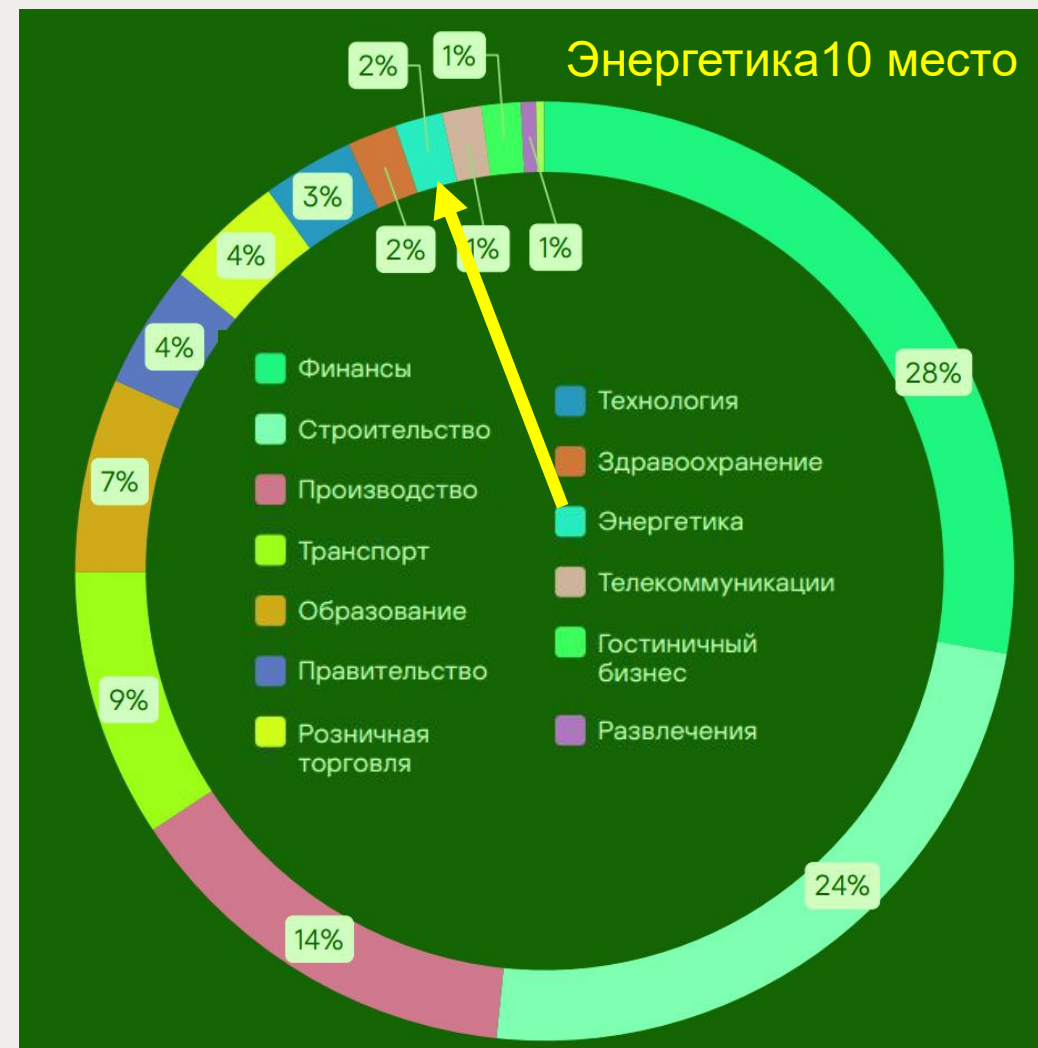 Энергетика10 место
2%
1%
3%
2%
1%
1%
4%
4%
7%
9%
14%
24%
28%
Финансы
Строительство
Производство
Транспорт
Образование
Правительство
Розничная
торговля
Технология
Здравоохранение
Энергетика
Телекоммуникации
Гостиничный
бизнес
Развлечения